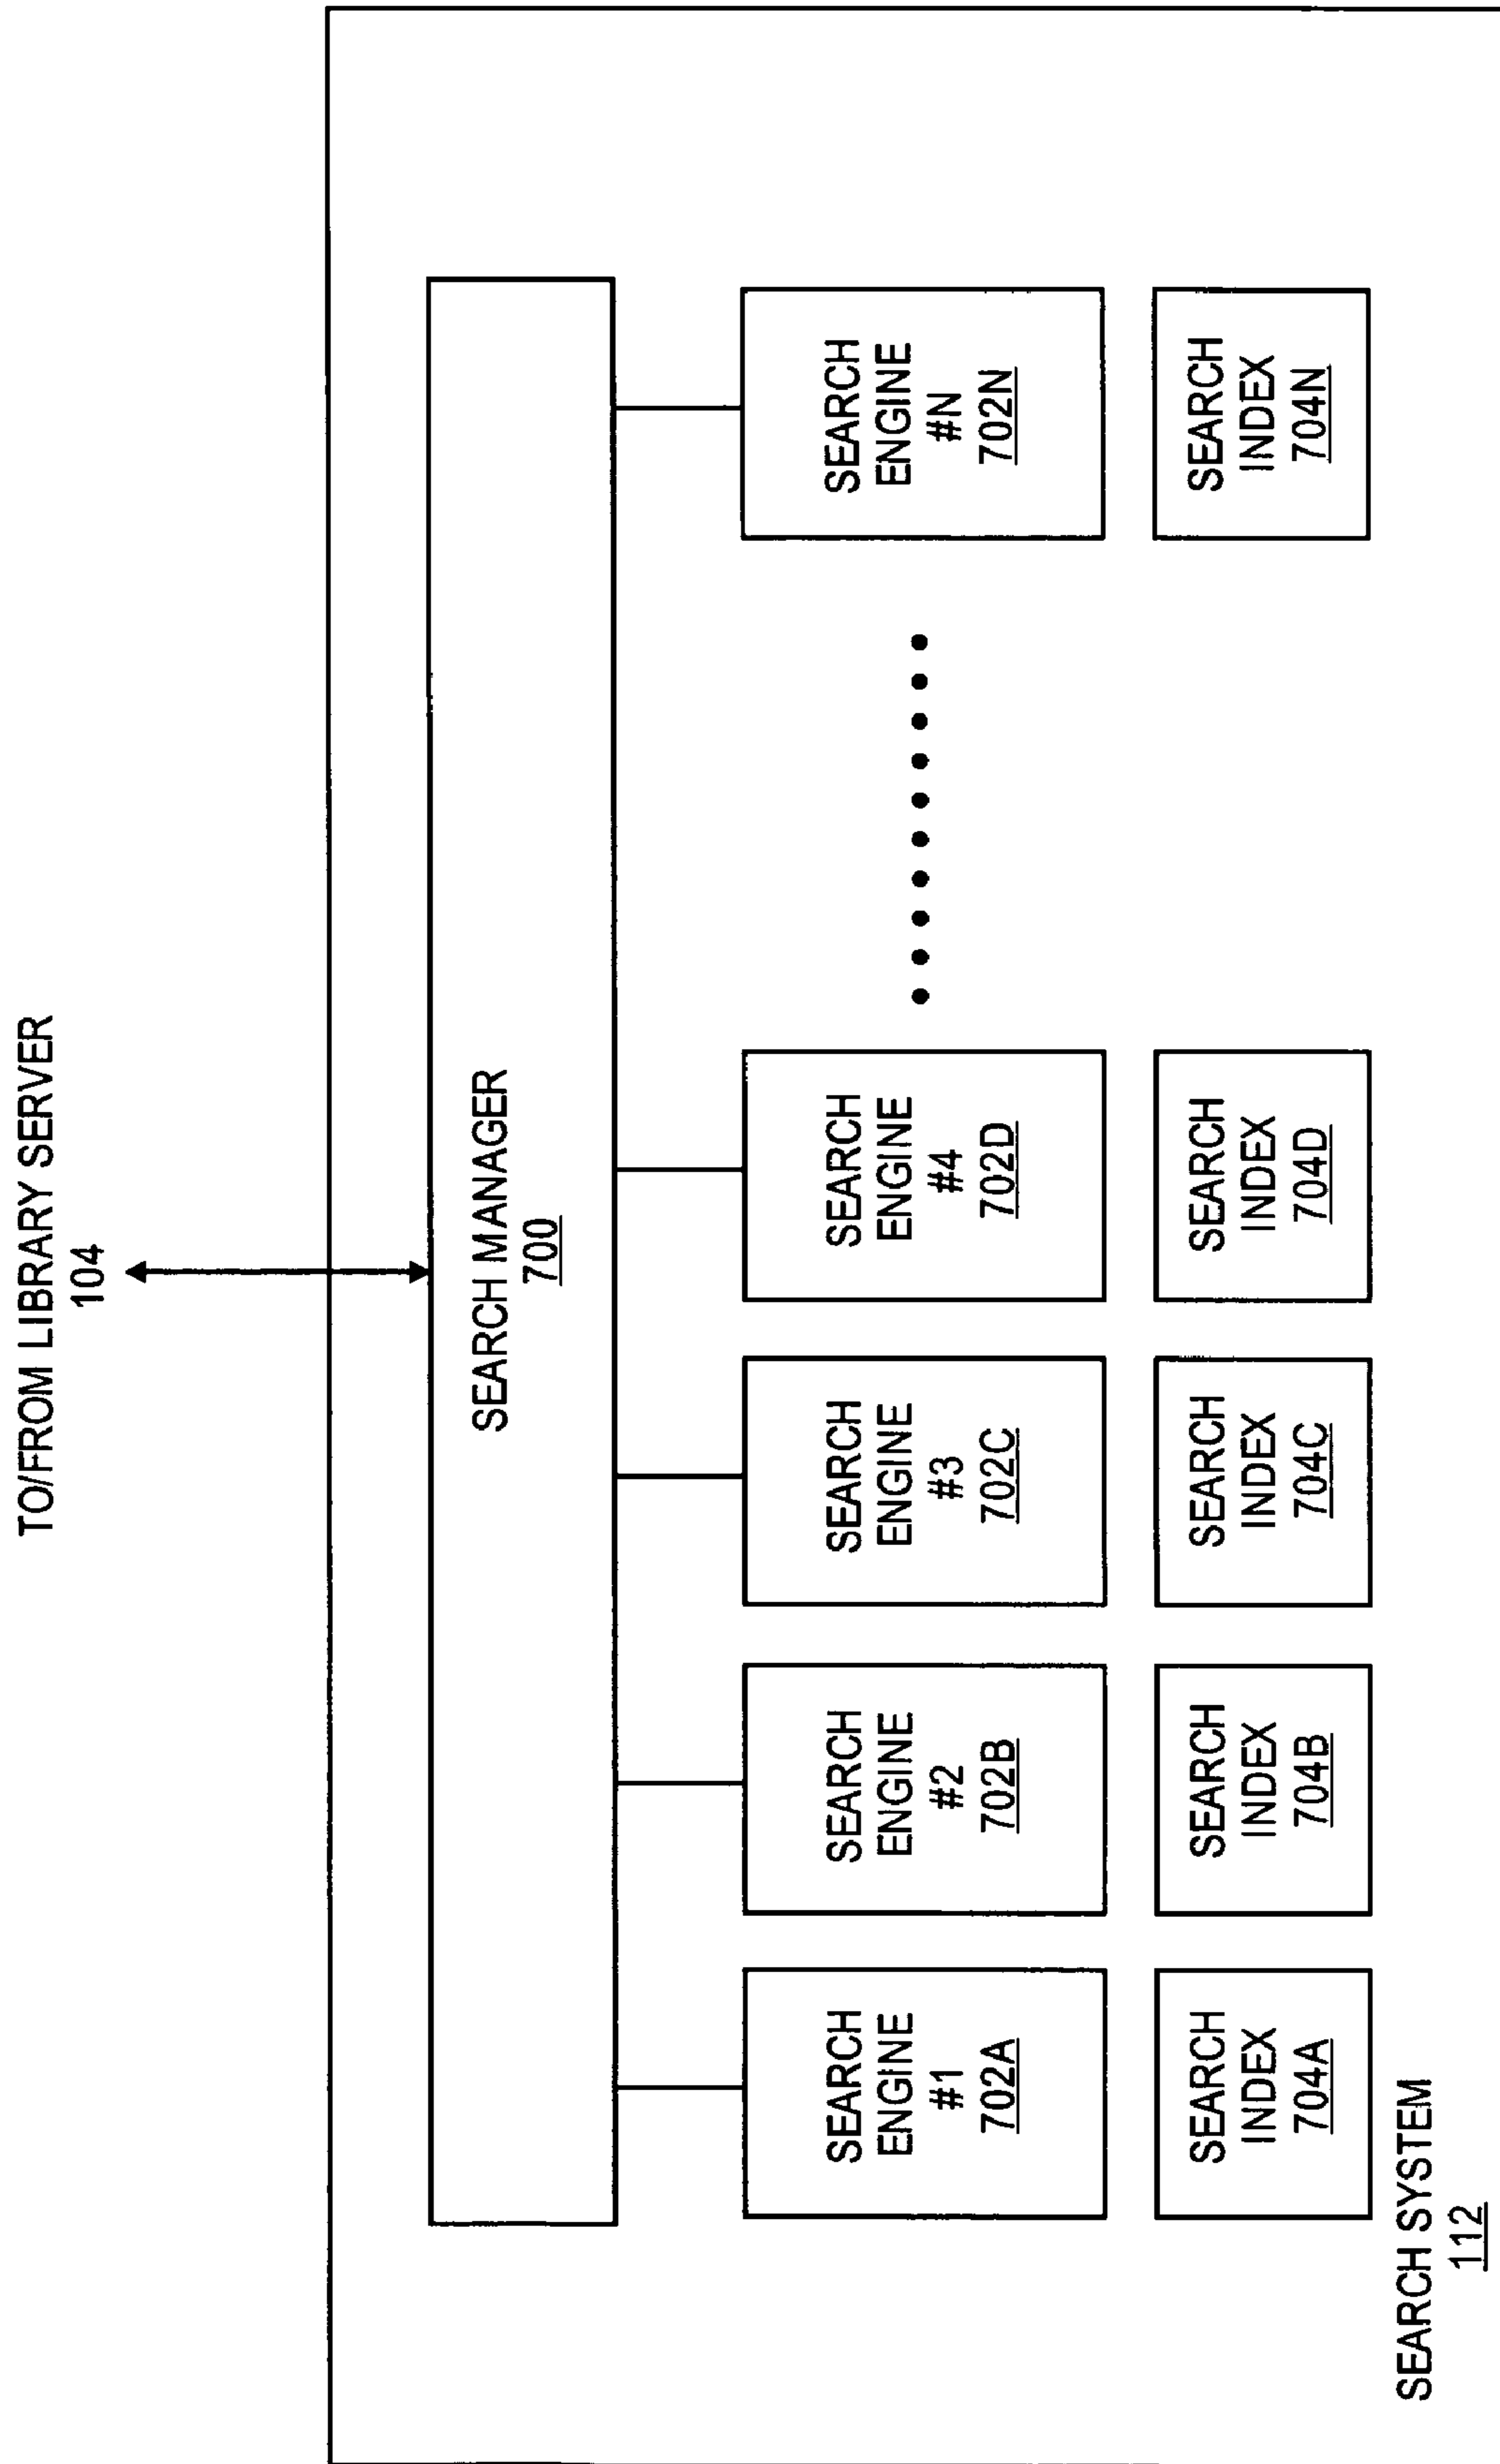 TO/FROM LIBRARY SERVER
104
SEARCH MANAGER
700
SEARCH
ENGINE
#1
702A
SEARCH
ENGINE
#2
702B
SEARCH
ENGINE
#3
702C
SEARCH
ENGINE
#4
702D
SEARCH
ENGINE
#N
702N
SEARCH
INDEX
704A
SEARCH
INDEX
704B
SEARCH
INDEX
704C
SEARCH
INDEX
704D
SEARCH
INDEX
704N
SEARCH SYSTEM
112